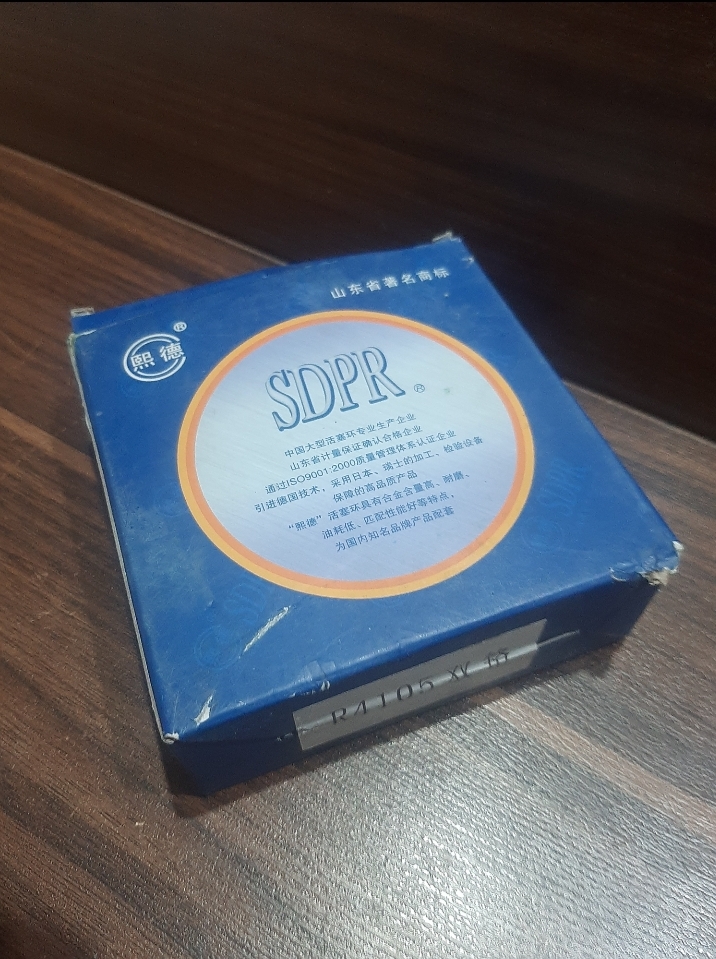 山东省著名商标
熙德®
SDPR®
中国大型活塞环专业生产企业
山东省计量保证确认合格企业
通过ISO9001:2000质量管理体系认证企业
引进德国技术，采用日本、瑞士的加工、检验设备
保障的高品质产品
“熙德”活塞环具有合金含量高、耐磨、
油耗低、匹配性能好等特点，
为国内知名品牌产品配套
R4105